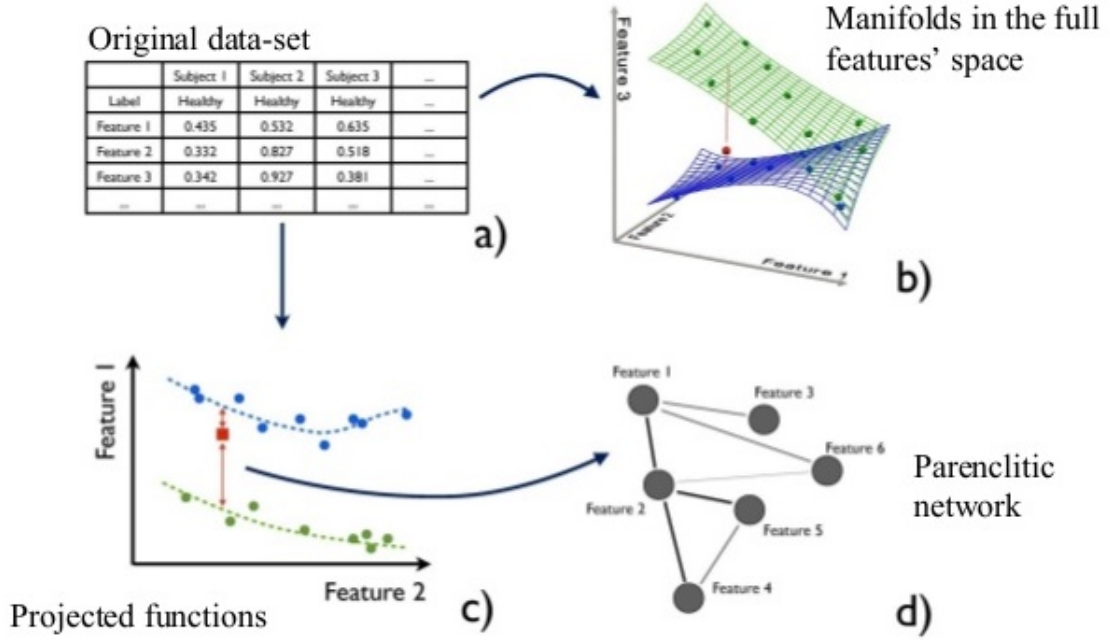 Original data-set
Subject 1 Subject 2 Subject 3 ...
Label Healthy Healthy Healthy ...
Feature 1 0.435 0.532 0.635 ...
Feature 2 0.332 0.827 0.518 ...
Feature 3 0.342 0.927 0.381 ...
... ... ... ... ...
a)
Manifolds in the full
features' space
Feature 3
Feature 2
Feature 1
b)
Feature 1
Feature 2
c)
Projected functions
Feature 1
Feature 3
Feature 6
Feature 2
Feature 5
Feature 4
Parenclitic
network
d)